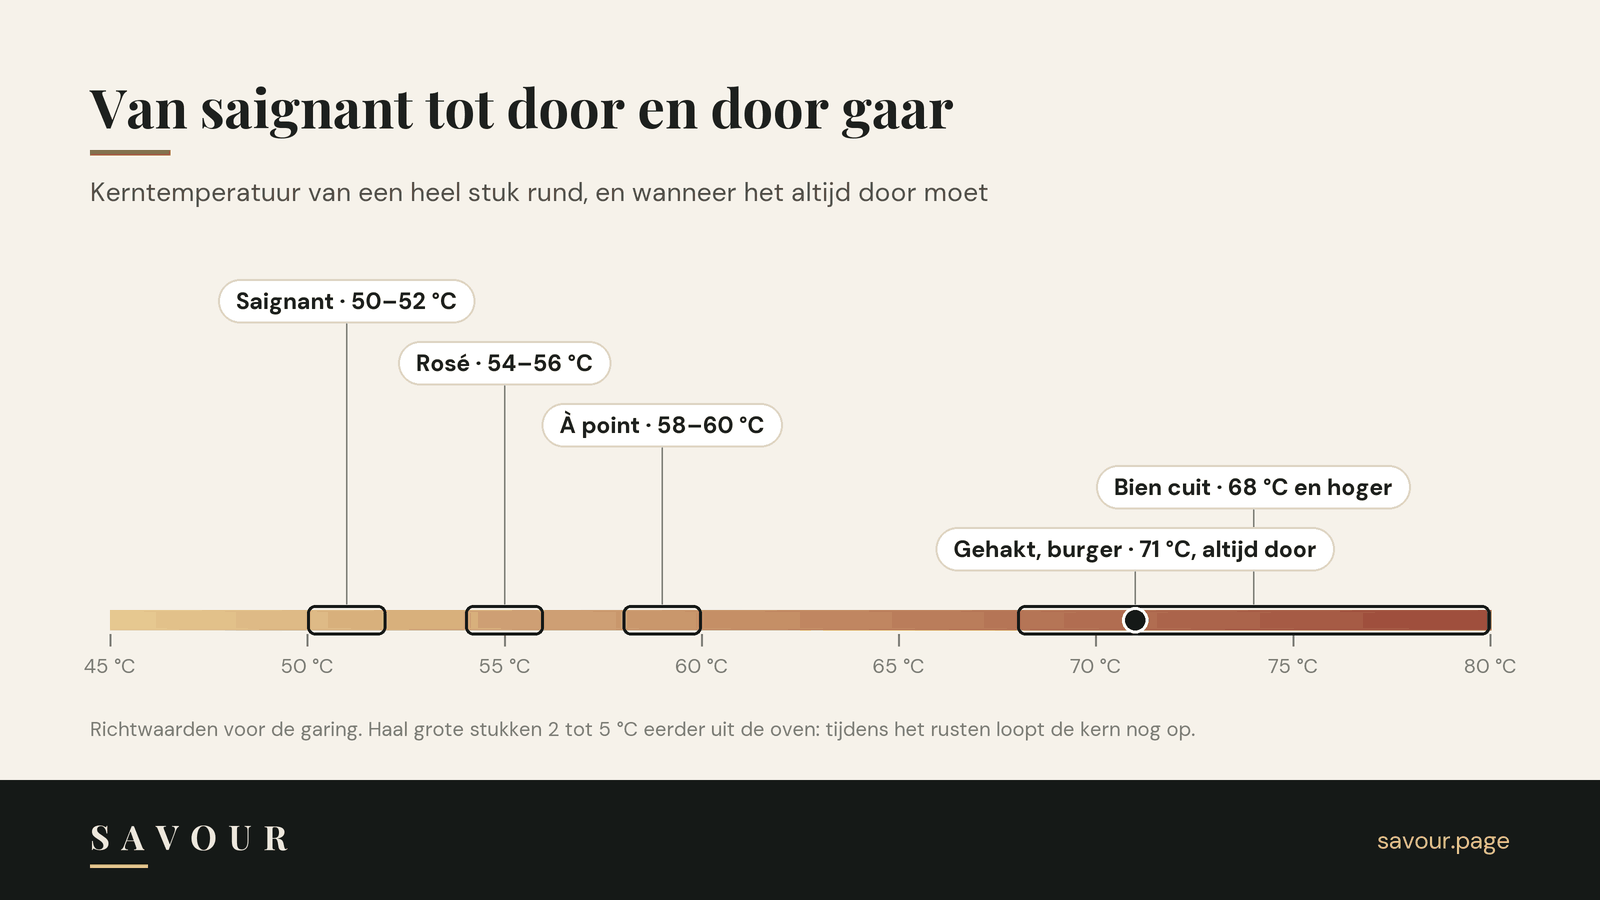 Van saignant tot door en door gaar
Kerntemperatuur van een heel stuk rund, en wanneer het altijd door moet
Saignant · 50–52 °C
Rosé · 54–56 °C
À point · 58–60 °C
Bien cuit · 68 °C en hoger
Gehakt, burger · 71 °C, altijd door
45 °C 50 °C 55 °C 60 °C 65 °C 70 °C 75 °C 80 °C
Richtwaarden voor de garing. Haal grote stukken 2 tot 5 °C eerder uit de oven: tijdens het rusten loopt de kern nog op.
SAVOUR
savour.page